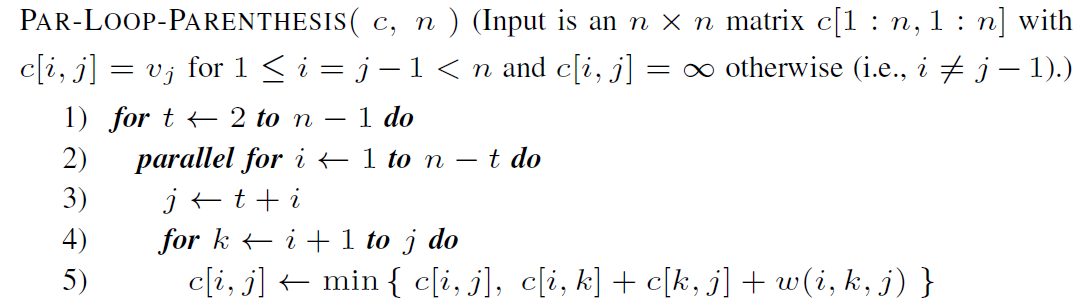 PAR-LOOP-PARENTHESIS( c, n ) (Input is an n × n matrix c[1 : n, 1 : n] with
c[i, j] = v_j for 1 ≤ i = j − 1 < n and c[i, j] = ∞ otherwise (i.e., i ≠ j − 1).)
1) for t ← 2 to n − 1 do
2) parallel for i ← 1 to n − t do
3) j ← t + i
4) for k ← i + 1 to j do
5) c[i, j] ← min { c[i, j], c[i, k] + c[k, j] + w(i, k, j) }